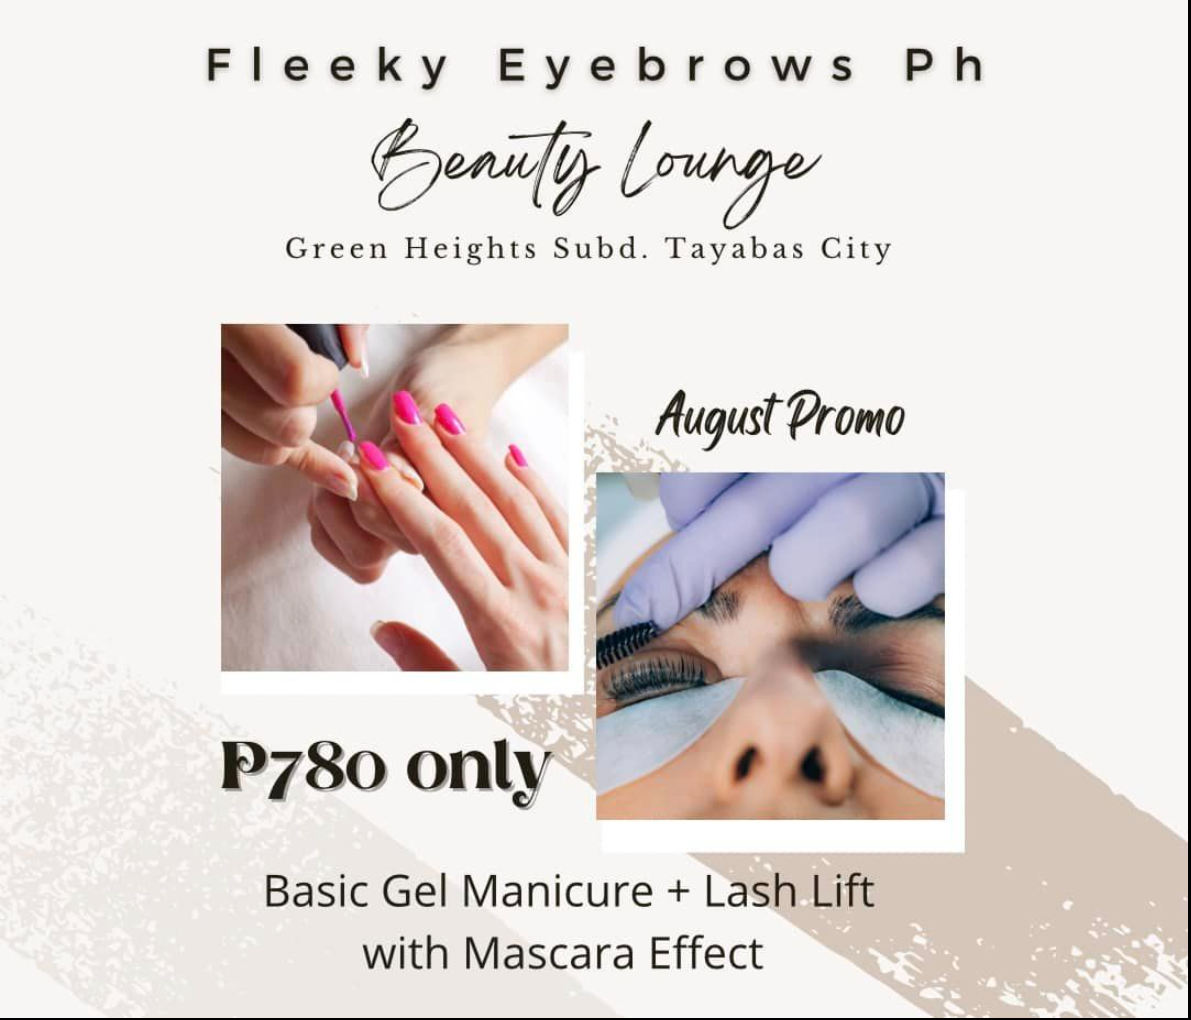 Fleeky Eyebrows Ph
Beauty Lounge
Green Heights Subd. Tayabas City
August Promo
P780 only
Basic Gel Manicure + Lash Lift
with Mascara Effect